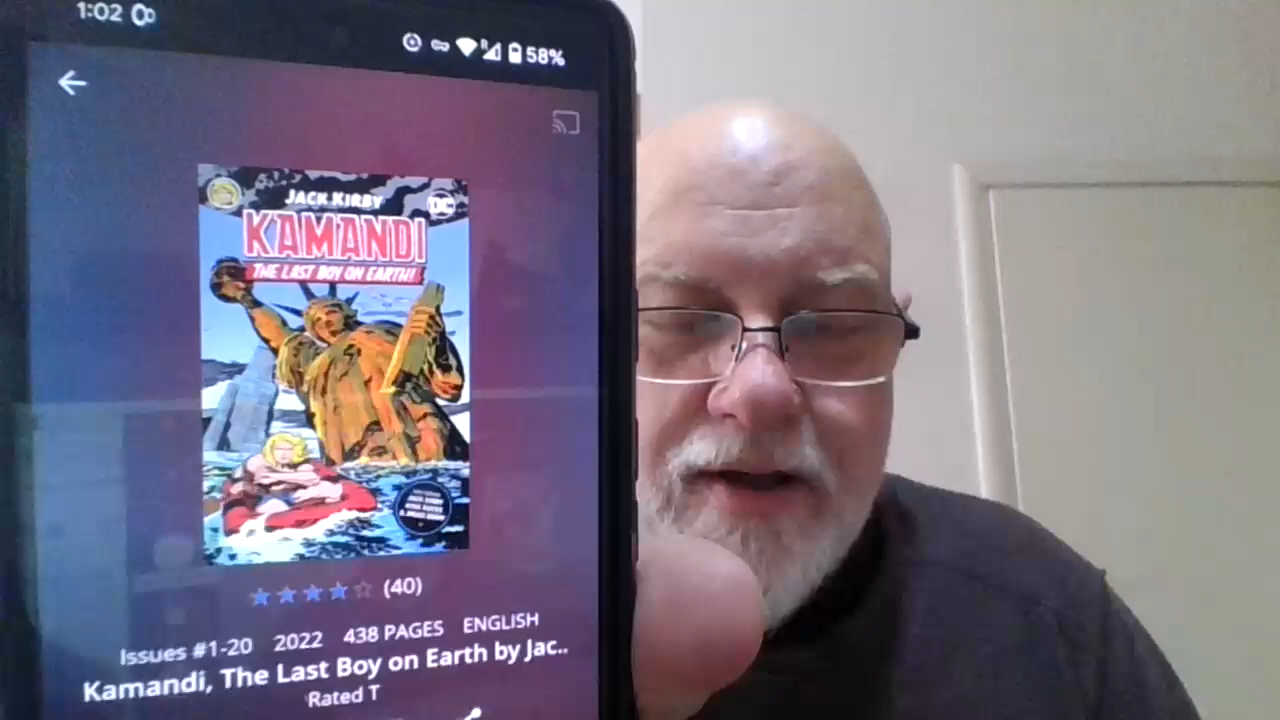 1:02
R
58%
JACK KIRBY
DC
KAMANDI
THE LAST BOY ON EARTH!
(40)
Issues #1-20 2022 438 PAGES ENGLISH
Kamandi, The Last Boy on Earth by Jac..
Rated T